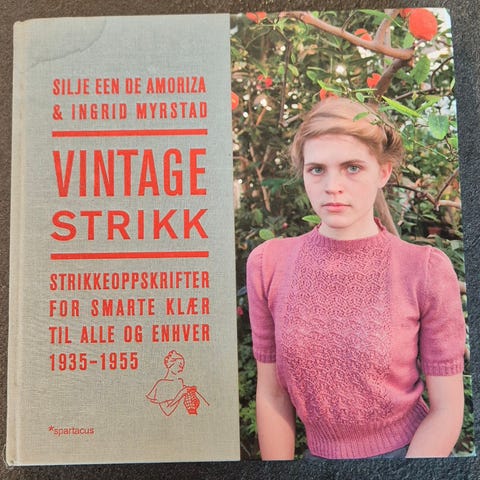 SILJE EEN DE AMORIZA
& INGRID MYRSTAD
VINTAGE
STRIKK
STRIKKEOPPSKRIFTER
FOR SMARTE KLÆR
TIL ALLE OG ENHVER
1935–1955
*spartacus